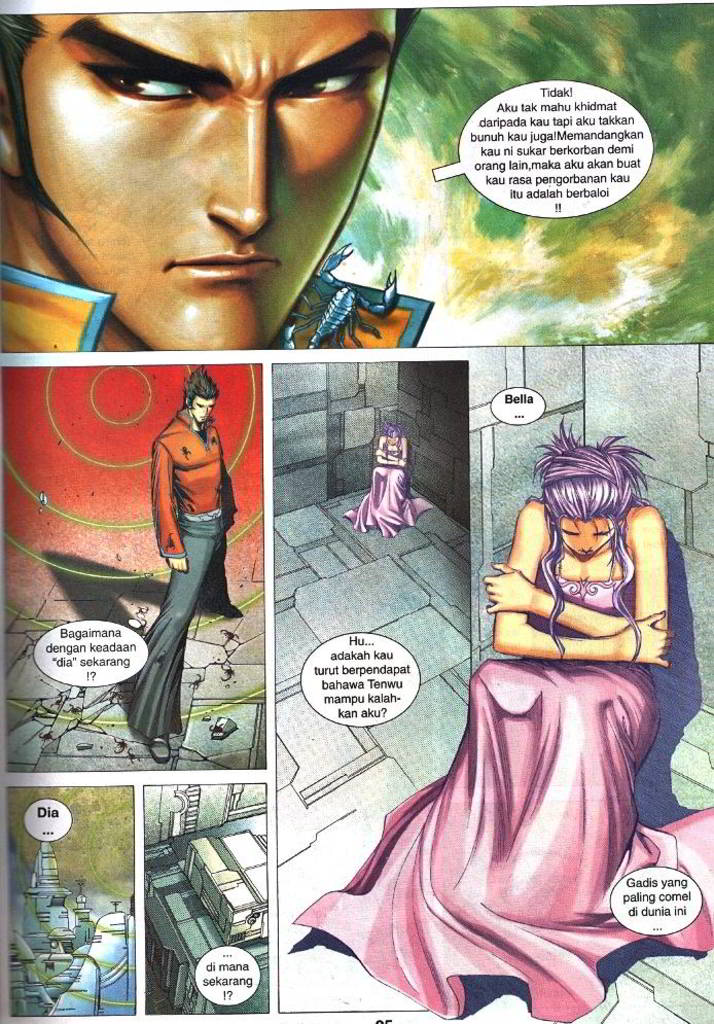 Tidak!
Aku tak mahu khidmat
daripada kau tapi aku takkan
bunuh kau juga!Memandangkan
kau ni sukar berkorban demi
orang lain,maka aku akan buat
kau rasa pengorbanan kau
itu adalah berbaloi
!!
Bagaimana
dengan keadaan
"dia" sekarang
!?
Dia
...
...
di mana
sekarang
!?
Hu...
adakah kau
turut berpendapat
bahawa Tenwu
mampu kalah-
kan aku?
Bella
...
Gadis yang
paling comel
di dunia ini
...